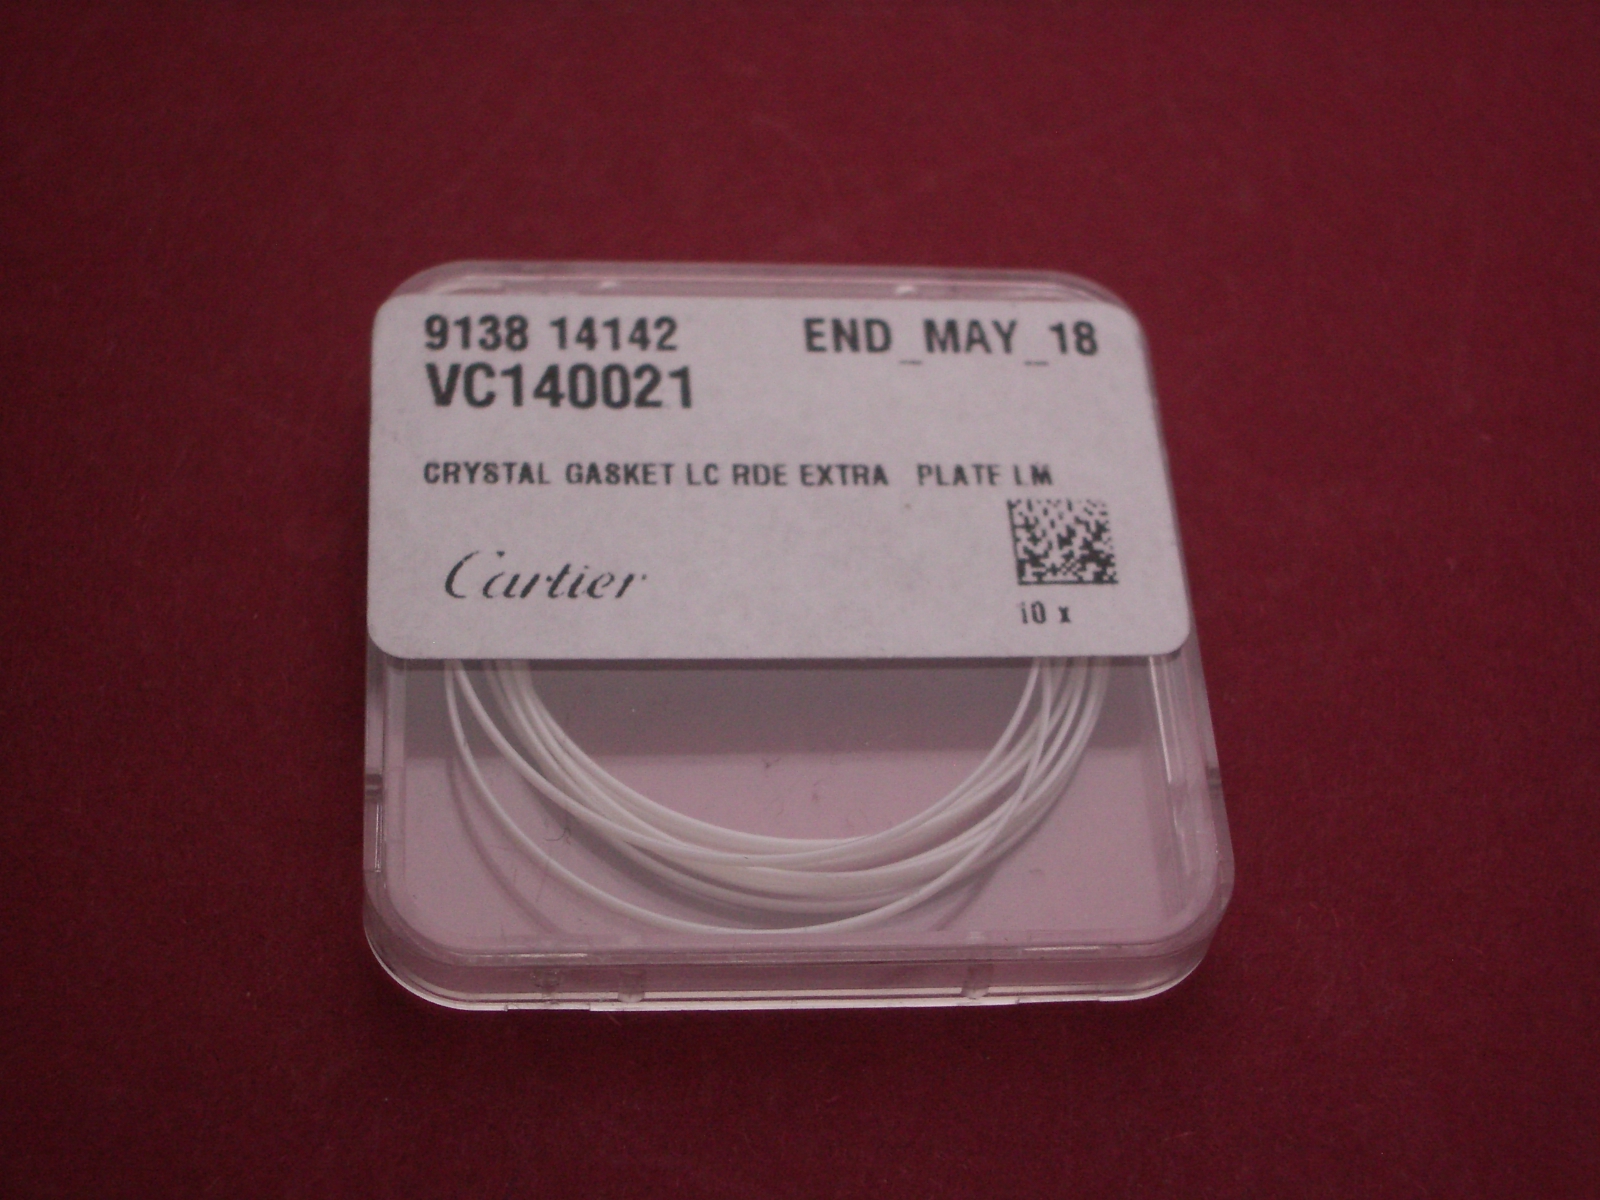 9138 14142 END_MAY_18
VC140021
CRYSTAL GASKET LC RDE EXTRA PLATE LM
Cartier
10 x